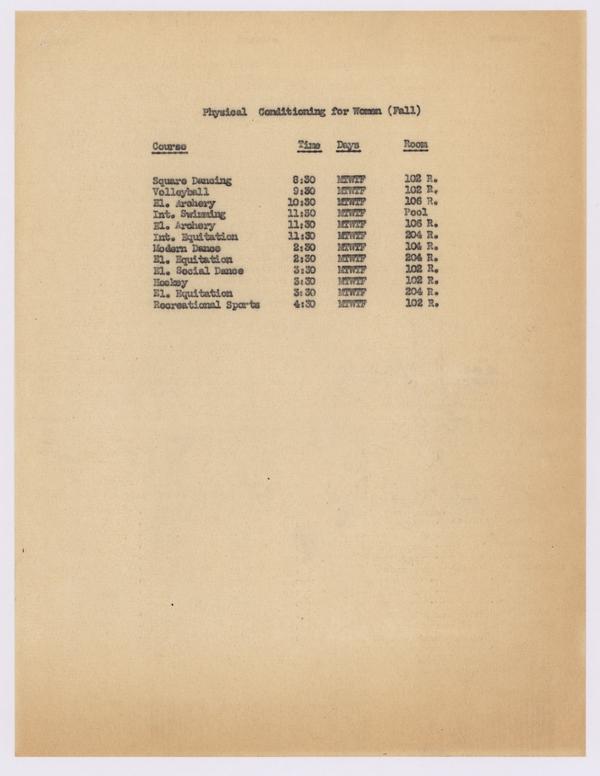 Physical Conditioning for Women (Fall)
Course Time Days Room
Square Dancing 8:30 MTWTF 102 R.
Volleyball 9:30 MTWTF 102 R.
El. Archery 10:30 MTWTF 106 R.
Int. Swimming 11:30 MTWTF Pool
El. Archery 11:30 MTWTF 106 R.
Int. Equitation 11:30 MTWTF 204 R.
Modern Dance 2:30 MTWTF 104 R.
El. Equitation 2:30 MTWTF 204 R.
El. Social Dance 3:30 MTWTF 102 R.
Hockey 3:30 MTWTF 102 R.
El. Equitation 3:30 MTWTF 204 R.
Recreational Sports 4:30 MTWTF 102 R.